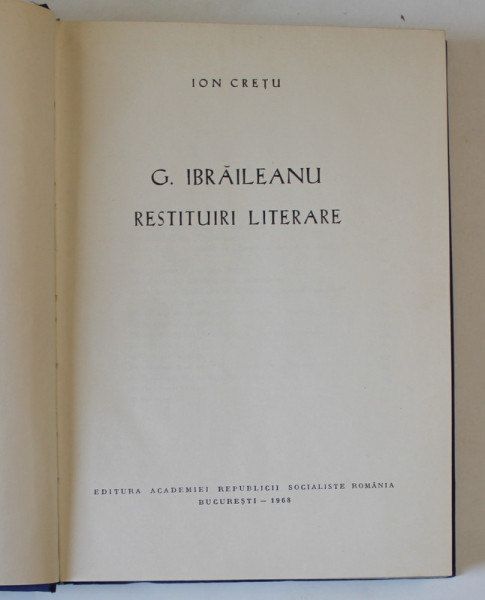 ION CREȚU
G. IBRĂILEANU
RESTITUIRI LITERARE
EDITURA ACADEMIEI REPUBLICII SOCIALISTE ROMÂNIA
BUCUREȘTI – 1968